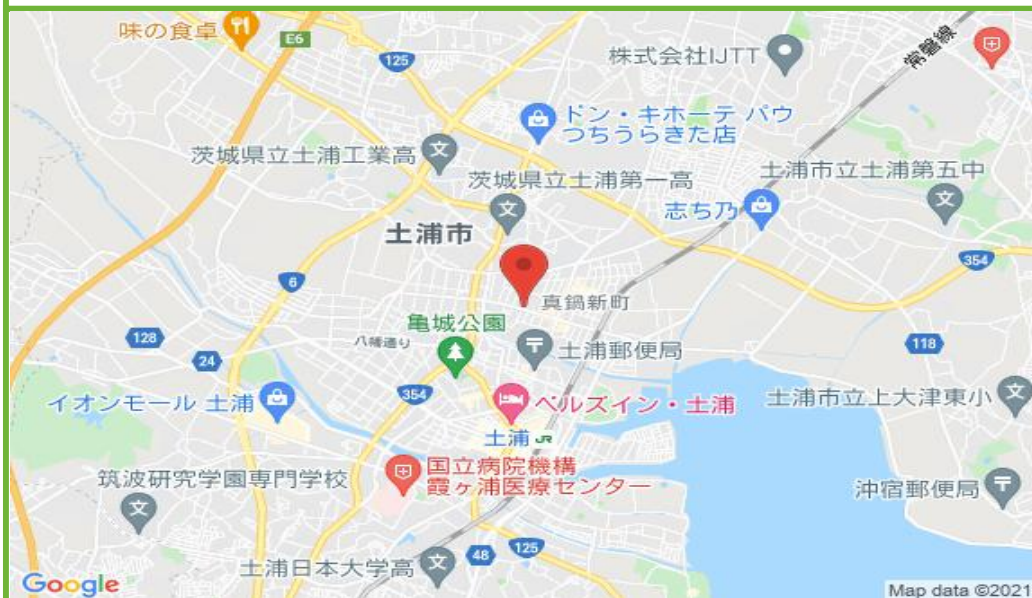 味の食卓
E6
125
株式会社IJTT
常磐線
ドン・キホーテ パウ
つちうらきた店
茨城県立土浦工業高
茨城県立土浦第一高
土浦市立土浦第五中
志ち乃
土浦市
354
6
真鍋新町
亀城公園
128
八幡通り
土浦郵便局
118
24
354
イオンモール 土浦
ベルズイン・土浦
土浦市立上大津東小
土浦 JR
国立病院機構
霞ヶ浦医療センター
筑波研究学園専門学校
沖宿郵便局
48
125
土浦日本大学高
Google
Map data ©2021